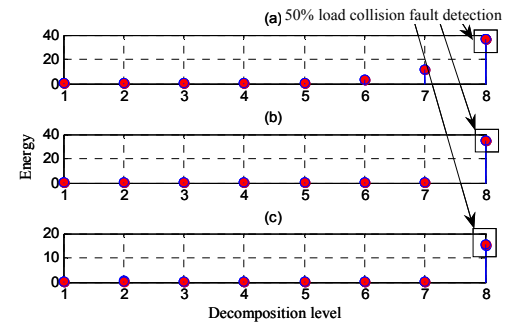 (a) 50% load collision fault detection
40
20
0
1 2 3 4 5 6 7 8
(b)
40
20
0
1 2 3 4 5 6 7 8
(c)
20
10
0
1 2 3 4 5 6 7 8
Energy
Decomposition level